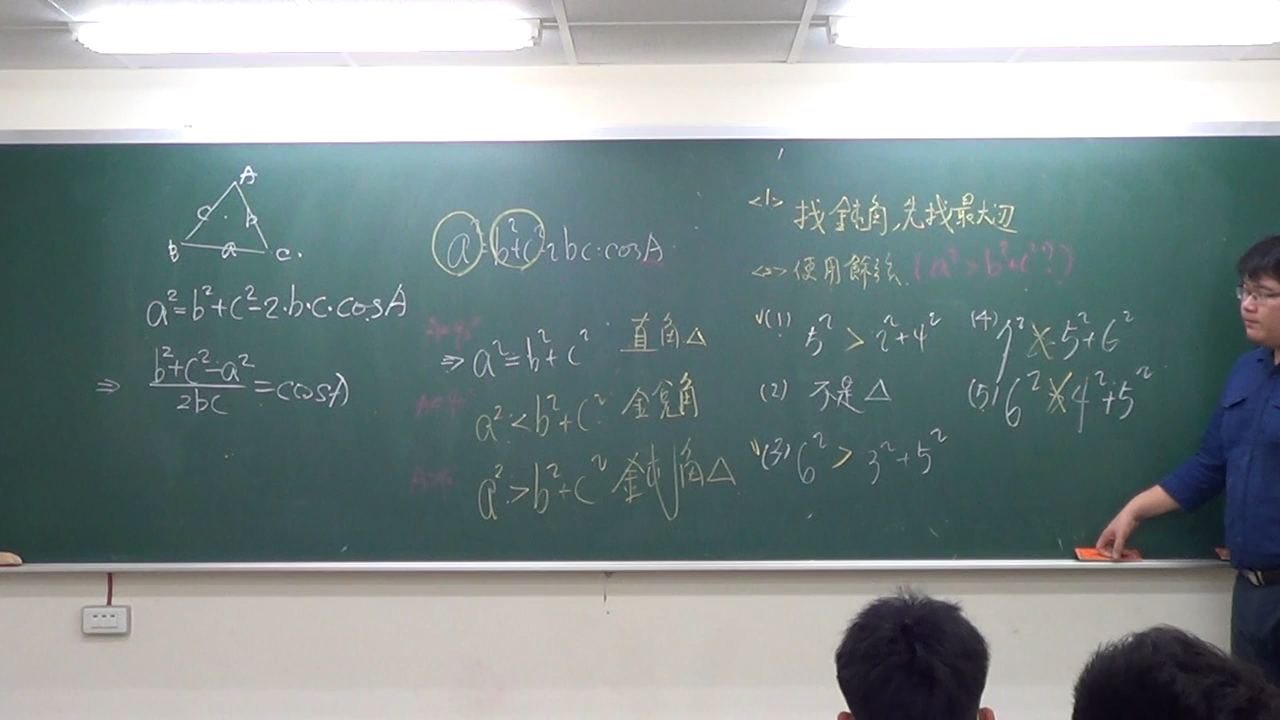 A
c b
B a C
a²=b²+c²-2·b·c·cosA
⇒ b²+c²-a² / 2bc = cosA
a²=b²+c²-2bc·cosA
⇒ a²=b²+c² 直角△
a²<b²+c² 銳角
a²>b²+c² 鈍角△
<1> 找鈍角,先找最大边
<2> 使用餘弦 (a²>b²+c²?)
✓(1) 5² > 2²+4²
(2) 不是△
✓(3) 6² > 3²+5²
(4) 7² 5²+6²
(5) 6² 4²+5²